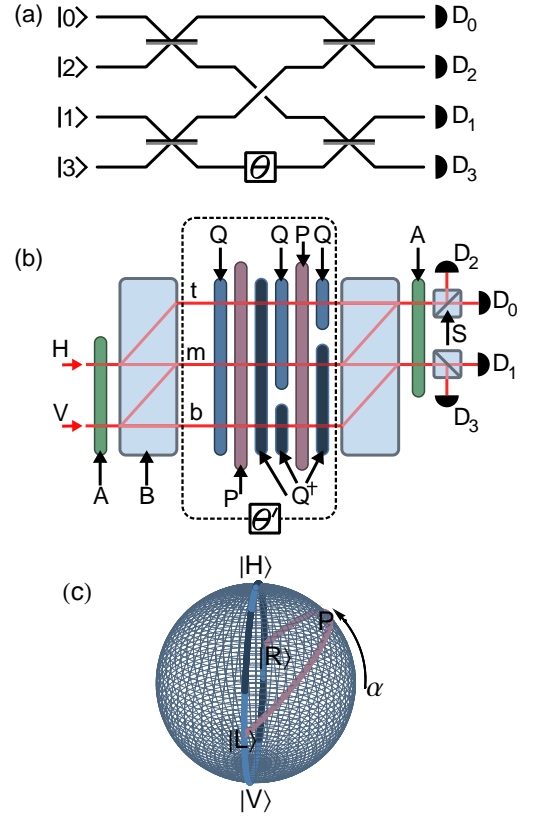 (a)
|0> D₀
|2> D₂
|1> D₁
|3> θ D₃
(b)
Q Q P Q A
D₂
t D₀
S
H m D₁
V b D₃
A B P Q†
θ′
(c)
|H⟩
P
|R⟩
α
|L⟩
|V⟩